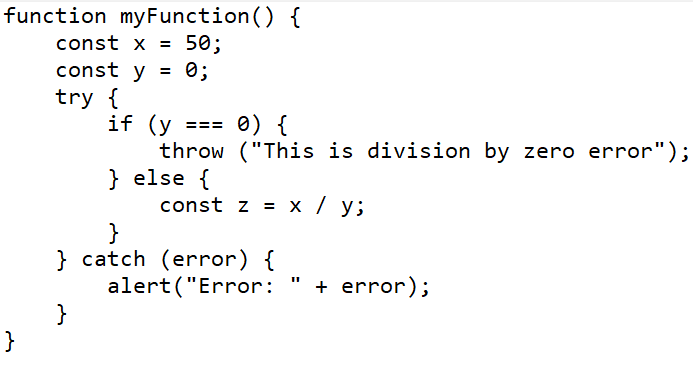 function myFunction() {
    const x = 50;
    const y = 0;
    try {
        if (y === 0) {
            throw ("This is division by zero error");
        } else {
            const z = x / y;
        }
    } catch (error) {
        alert("Error: " + error);
    }
}